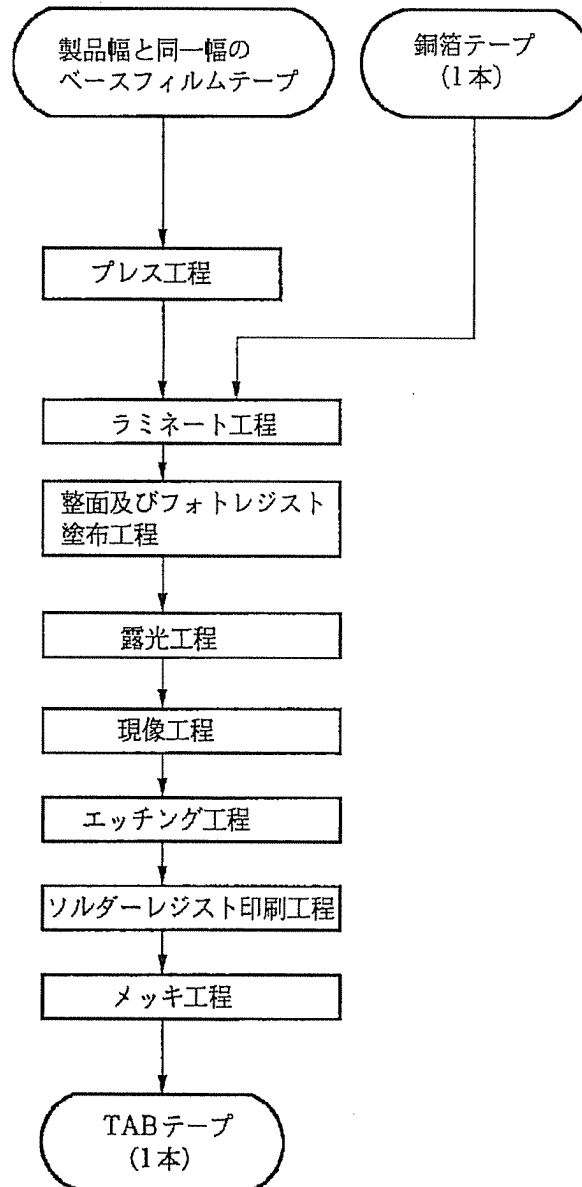 製品幅と同一幅の
ベースフィルムテープ
銅箔テープ
(1本)
プレス工程
ラミネート工程
整面及びフォトレジスト
塗布工程
露光工程
現像工程
エッチング工程
ソルダーレジスト印刷工程
メッキ工程
TABテープ
(1本)